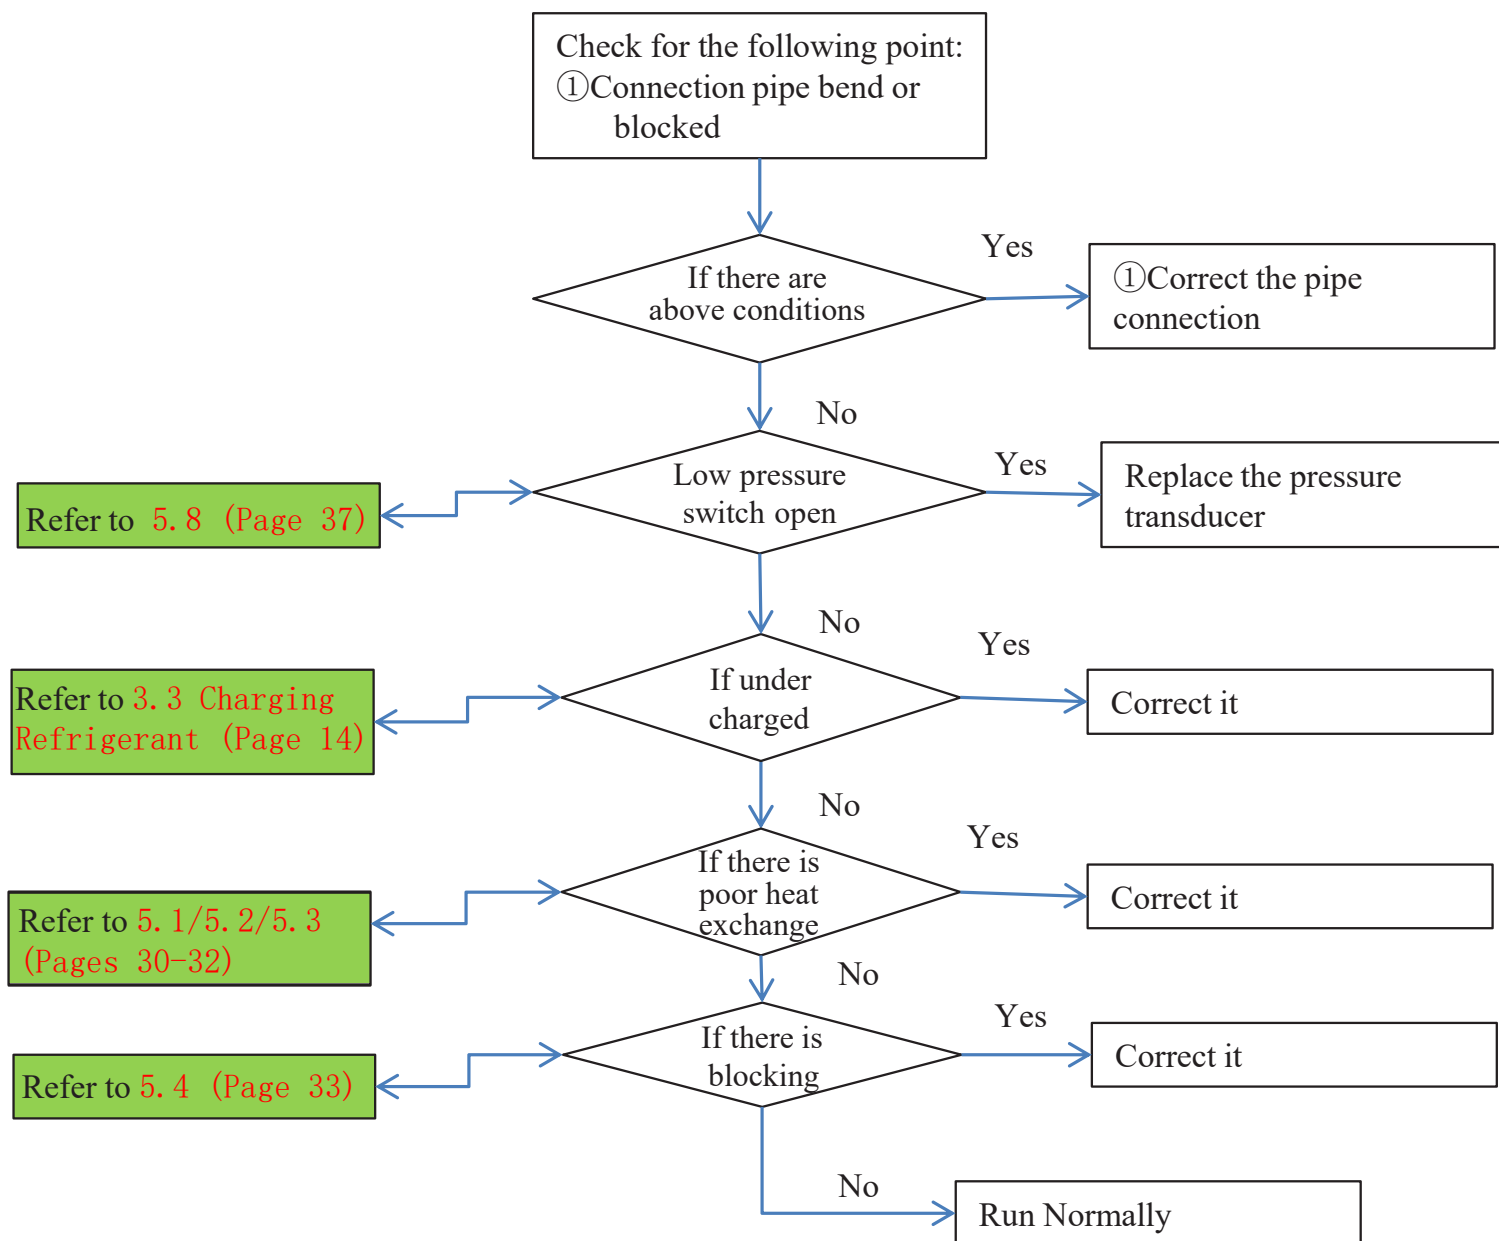 Check for the following point:
①Connection pipe bend or
blocked
If there are
above conditions
Yes
①Correct the pipe
connection
No
Low pressure
switch open
Yes
Replace the pressure
transducer
Refer to 5.8 (Page 37)
No
If under
charged
Yes
Correct it
Refer to 3.3 Charging
Refrigerant (Page 14)
No
If there is
poor heat
exchange
Yes
Correct it
Refer to 5.1/5.2/5.3
(Pages 30-32)
No
If there is
blocking
Yes
Correct it
Refer to 5.4 (Page 33)
No
Run Normally